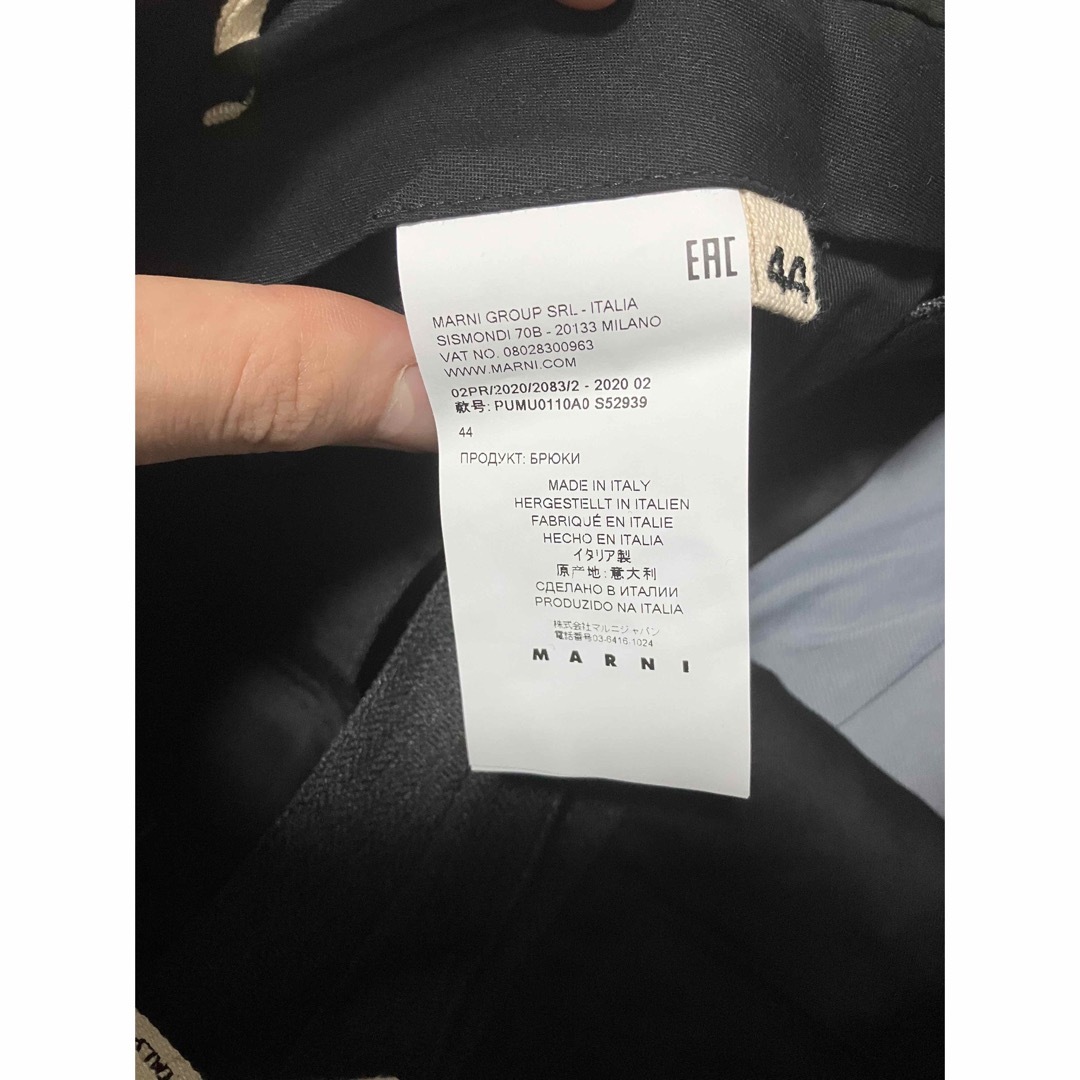 EAC
44
MARNI GROUP SRL - ITALIA
SISMONDI 70B - 20133 MILANO
VAT NO. 08028300963
WWW.MARNI.COM
02PR/2020/2083/2 - 2020 02
款号: PUMU0110A0 S52939
44
ПРОДУКТ: БРЮКИ
MADE IN ITALY
HERGESTELLT IN ITALIEN
FABRIQUÉ EN ITALIE
HECHO EN ITALIA
イタリア製
原产地:意大利
СДЕЛАНО В ИТАЛИИ
PRODUZIDO NA ITALIA
株式会社マルニジャパン
電話番号03-6416-1024
MARNI